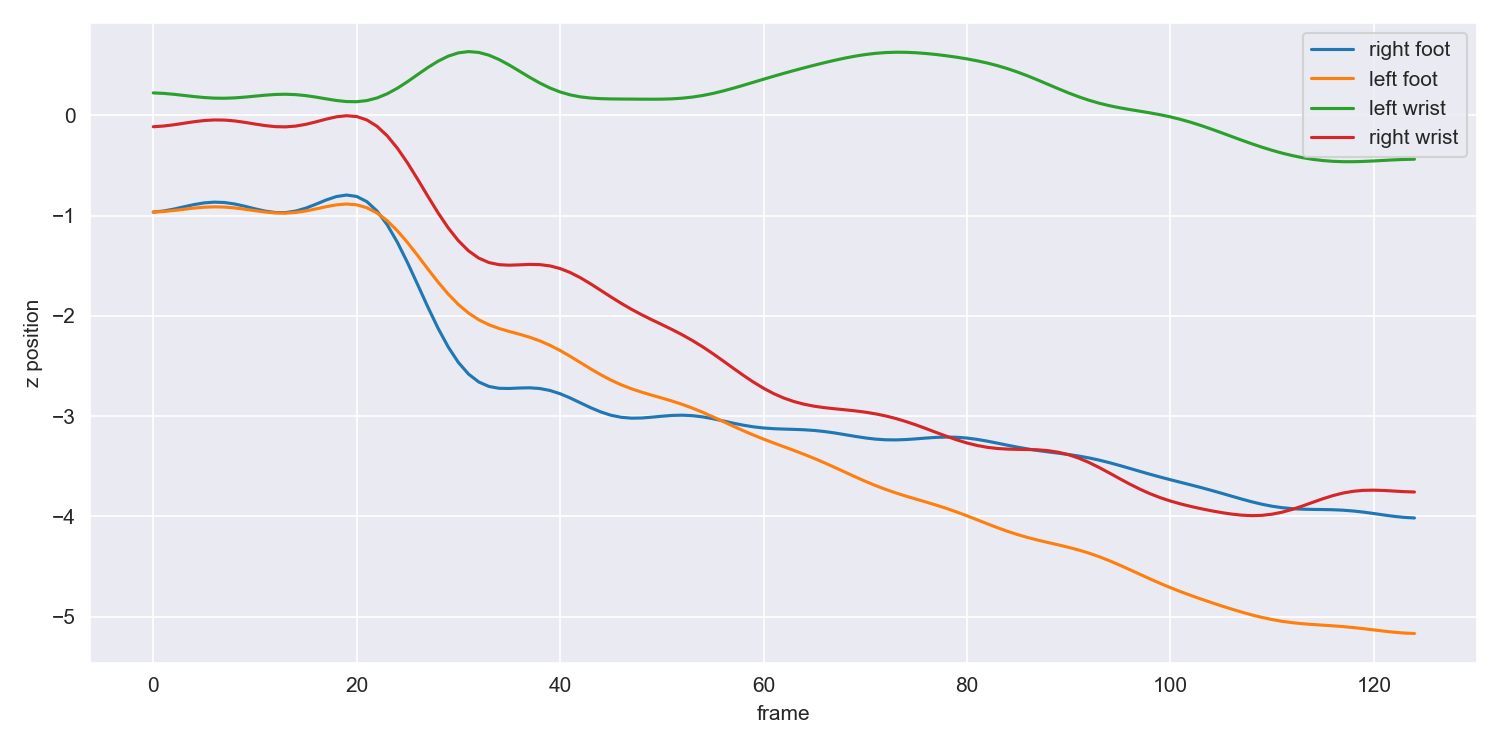 right foot
left foot
left wrist
right wrist
0
−1
−2
−3
−4
−5
z position
0 20 40 60 80 100 120
frame